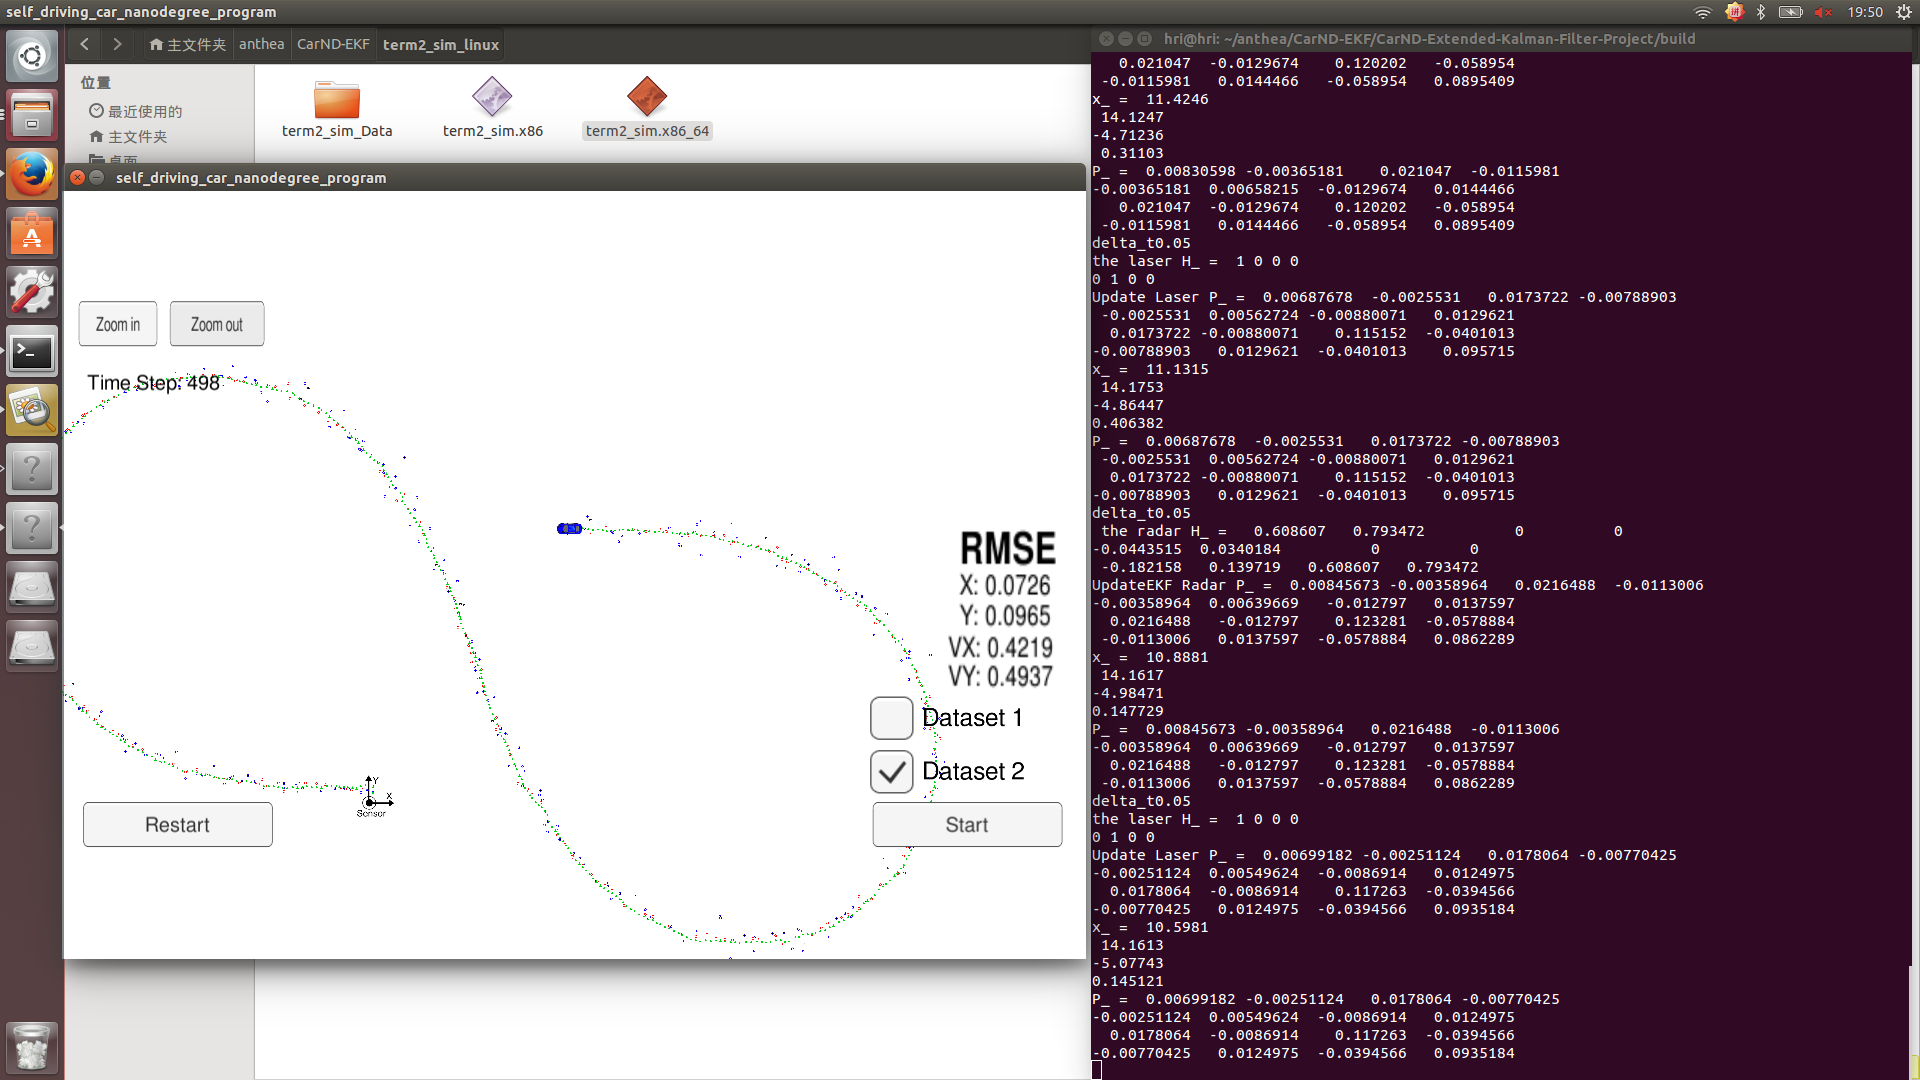 self_driving_car_nanodegree_program
19:50
主文件夹 anthea CarND-EKF term2_sim_linux
位置
最近使用的
主文件夹
桌面
term2_sim_Data term2_sim.x86 term2_sim.x86_64
self_driving_car_nanodegree_program
Zoom in Zoom out
Time Step: 498
RMSE
X: 0.0726
Y: 0.0965
VX: 0.4219
VY: 0.4937
Dataset 1
Dataset 2
Y
X
Sensor
Restart Start
hri@hri: ~/anthea/CarND-EKF/CarND-Extended-Kalman-Filter-Project/build
0.021047 -0.0129674 0.120202 -0.058954
-0.0115981 0.0144466 -0.058954 0.0895409
x_ = 11.4246
14.1247
-4.71236
0.31103
P_ = 0.00830598 -0.00365181 0.021047 -0.0115981
-0.00365181 0.00658215 -0.0129674 0.0144466
0.021047 -0.0129674 0.120202 -0.058954
-0.0115981 0.0144466 -0.058954 0.0895409
delta_t0.05
the laser H_ = 1 0 0 0
0 1 0 0
Update Laser P_ = 0.00687678 -0.0025531 0.0173722 -0.00788903
-0.0025531 0.00562724 -0.00880071 0.0129621
0.0173722 -0.00880071 0.115152 -0.0401013
-0.00788903 0.0129621 -0.0401013 0.095715
x_ = 11.1315
14.1753
-4.86447
0.406382
P_ = 0.00687678 -0.0025531 0.0173722 -0.00788903
-0.0025531 0.00562724 -0.00880071 0.0129621
0.0173722 -0.00880071 0.115152 -0.0401013
-0.00788903 0.0129621 -0.0401013 0.095715
delta_t0.05
the radar H_ = 0.608607 0.793472 0 0
-0.0443515 0.0340184 0 0
-0.182158 0.139719 0.608607 0.793472
UpdateEKF Radar P_ = 0.00845673 -0.00358964 0.0216488 -0.0113006
-0.00358964 0.00639669 -0.012797 0.0137597
0.0216488 -0.012797 0.123281 -0.0578884
-0.0113006 0.0137597 -0.0578884 0.0862289
x_ = 10.8881
14.1617
-4.98471
0.147729
P_ = 0.00845673 -0.00358964 0.0216488 -0.0113006
-0.00358964 0.00639669 -0.012797 0.0137597
0.0216488 -0.012797 0.123281 -0.0578884
-0.0113006 0.0137597 -0.0578884 0.0862289
delta_t0.05
the laser H_ = 1 0 0 0
0 1 0 0
Update Laser P_ = 0.00699182 -0.00251124 0.0178064 -0.00770425
-0.00251124 0.00549624 -0.0086914 0.0124975
0.0178064 -0.0086914 0.117263 -0.0394566
-0.00770425 0.0124975 -0.0394566 0.0935184
x_ = 10.5981
14.1613
-5.07743
0.145121
P_ = 0.00699182 -0.00251124 0.0178064 -0.00770425
-0.00251124 0.00549624 -0.0086914 0.0124975
0.0178064 -0.0086914 0.117263 -0.0394566
-0.00770425 0.0124975 -0.0394566 0.0935184